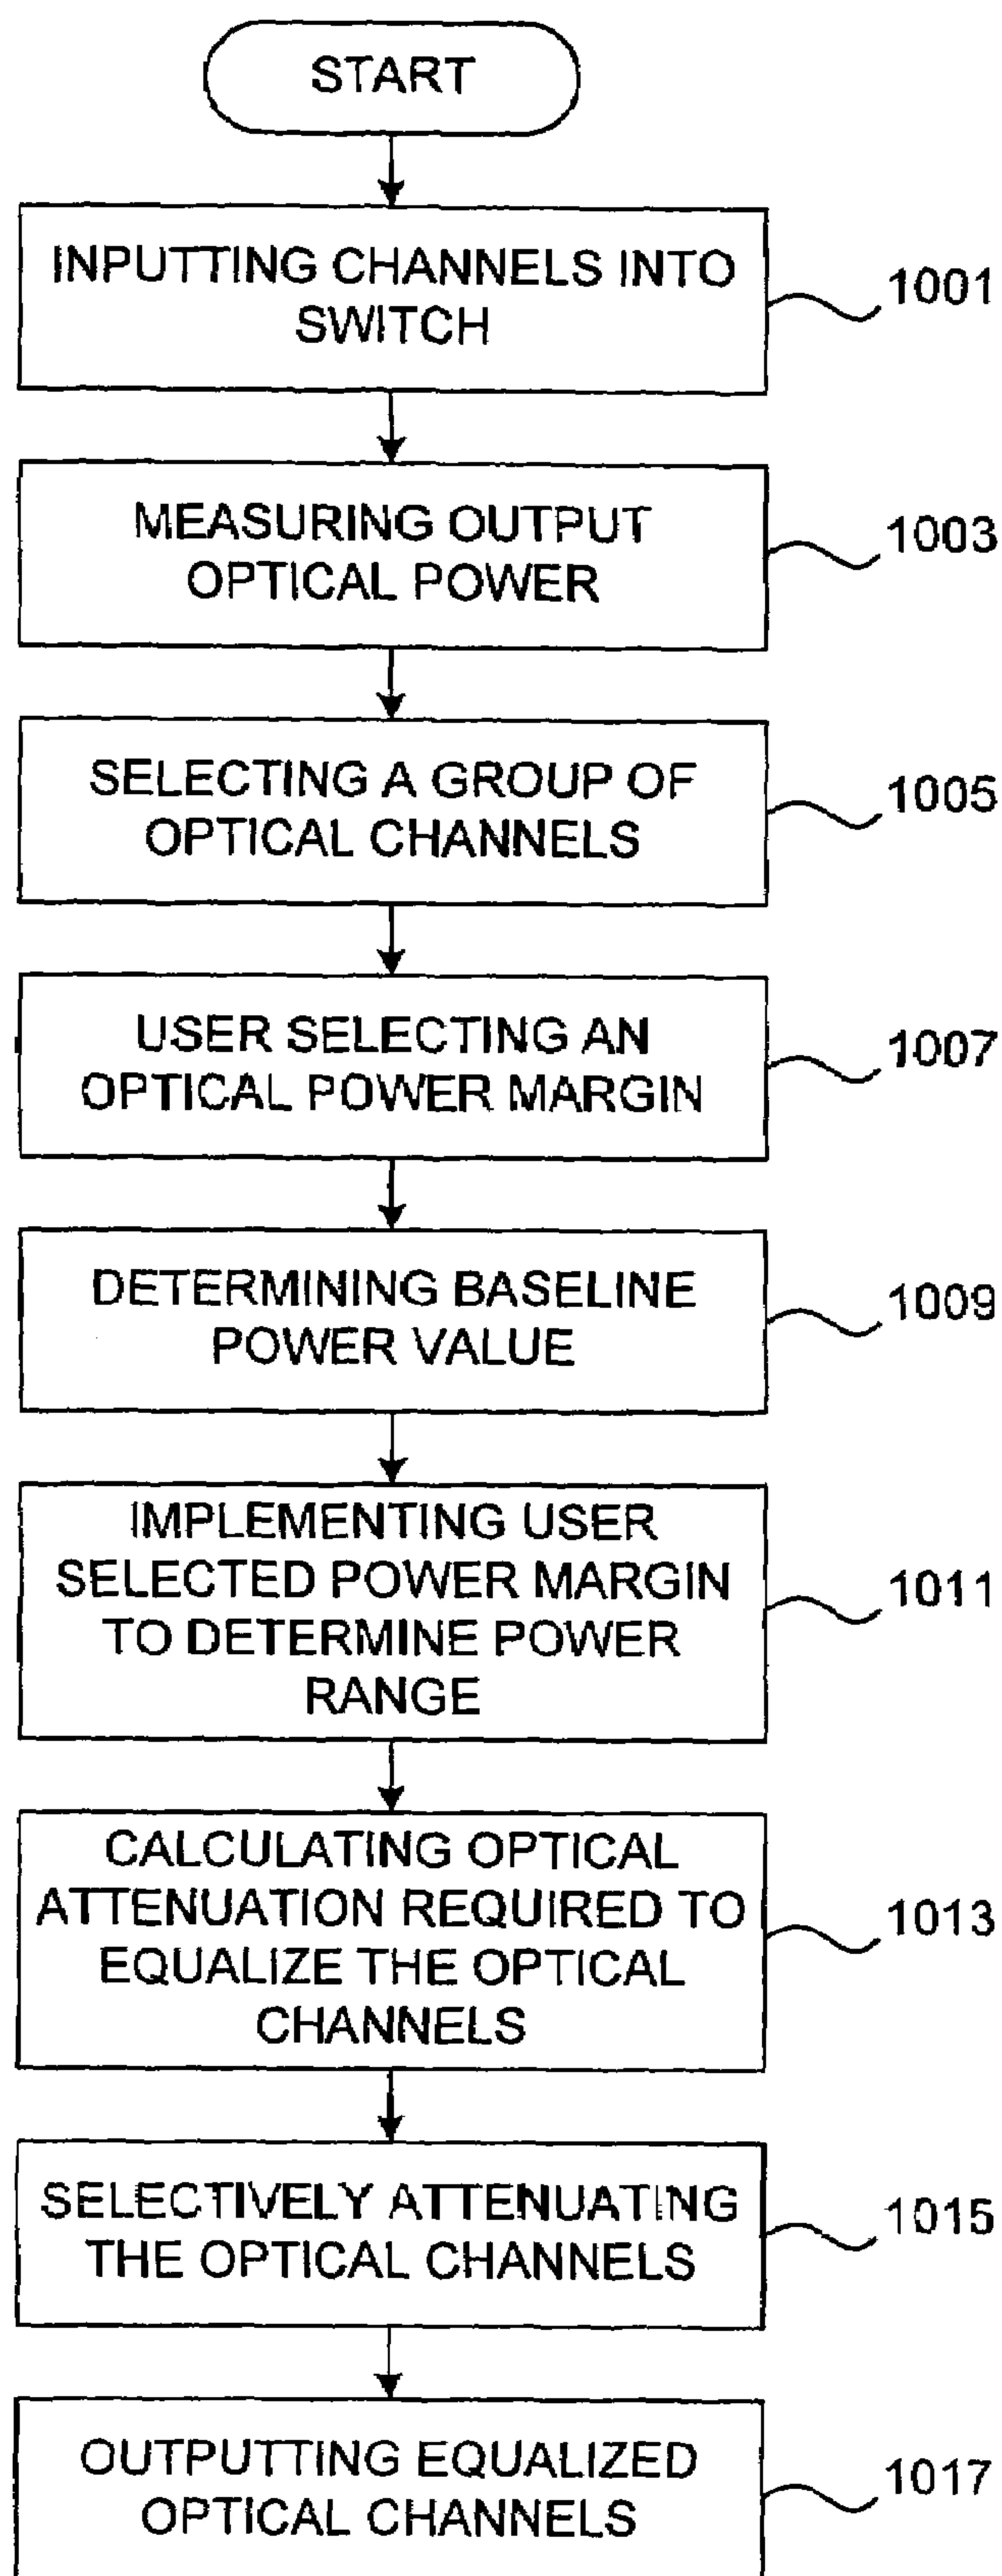 START
INPUTTING CHANNELS INTO
SWITCH
1001
MEASURING OUTPUT
OPTICAL POWER
1003
SELECTING A GROUP OF
OPTICAL CHANNELS
1005
USER SELECTING AN
OPTICAL POWER MARGIN
1007
DETERMINING BASELINE
POWER VALUE
1009
IMPLEMENTING USER
SELECTED POWER MARGIN
TO DETERMINE POWER
RANGE
1011
CALCULATING OPTICAL
ATTENUATION REQUIRED TO
EQUALIZE THE OPTICAL
CHANNELS
1013
SELECTIVELY ATTENUATING
THE OPTICAL CHANNELS
1015
OUTPUTTING EQUALIZED
OPTICAL CHANNELS
1017